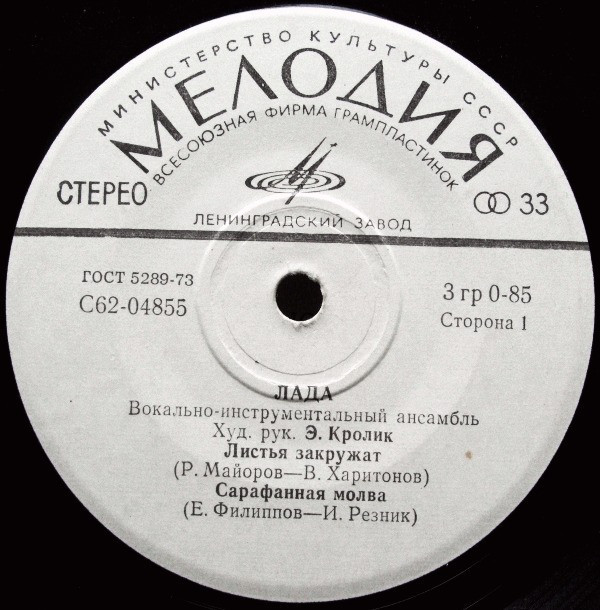 МИНИСТЕРСТВО КУЛЬТУРЫ СССР
МЕЛОДИЯ
ВСЕСОЮЗНАЯ ФИРМА ГРАМПЛАСТИНОК
СТЕРЕО
33
ЛЕНИНГРАДСКИЙ ЗАВОД
ГОСТ 5289-73
С62-04855
3 гр 0-85
Сторона 1
ЛАДА
Вокально-инструментальный ансамбль
Худ. рук. Э. Кролик
Листья закружат
(Р. Майоров—В. Харитонов)
Сарафанная молва
(Е. Филиппов—И. Резник)